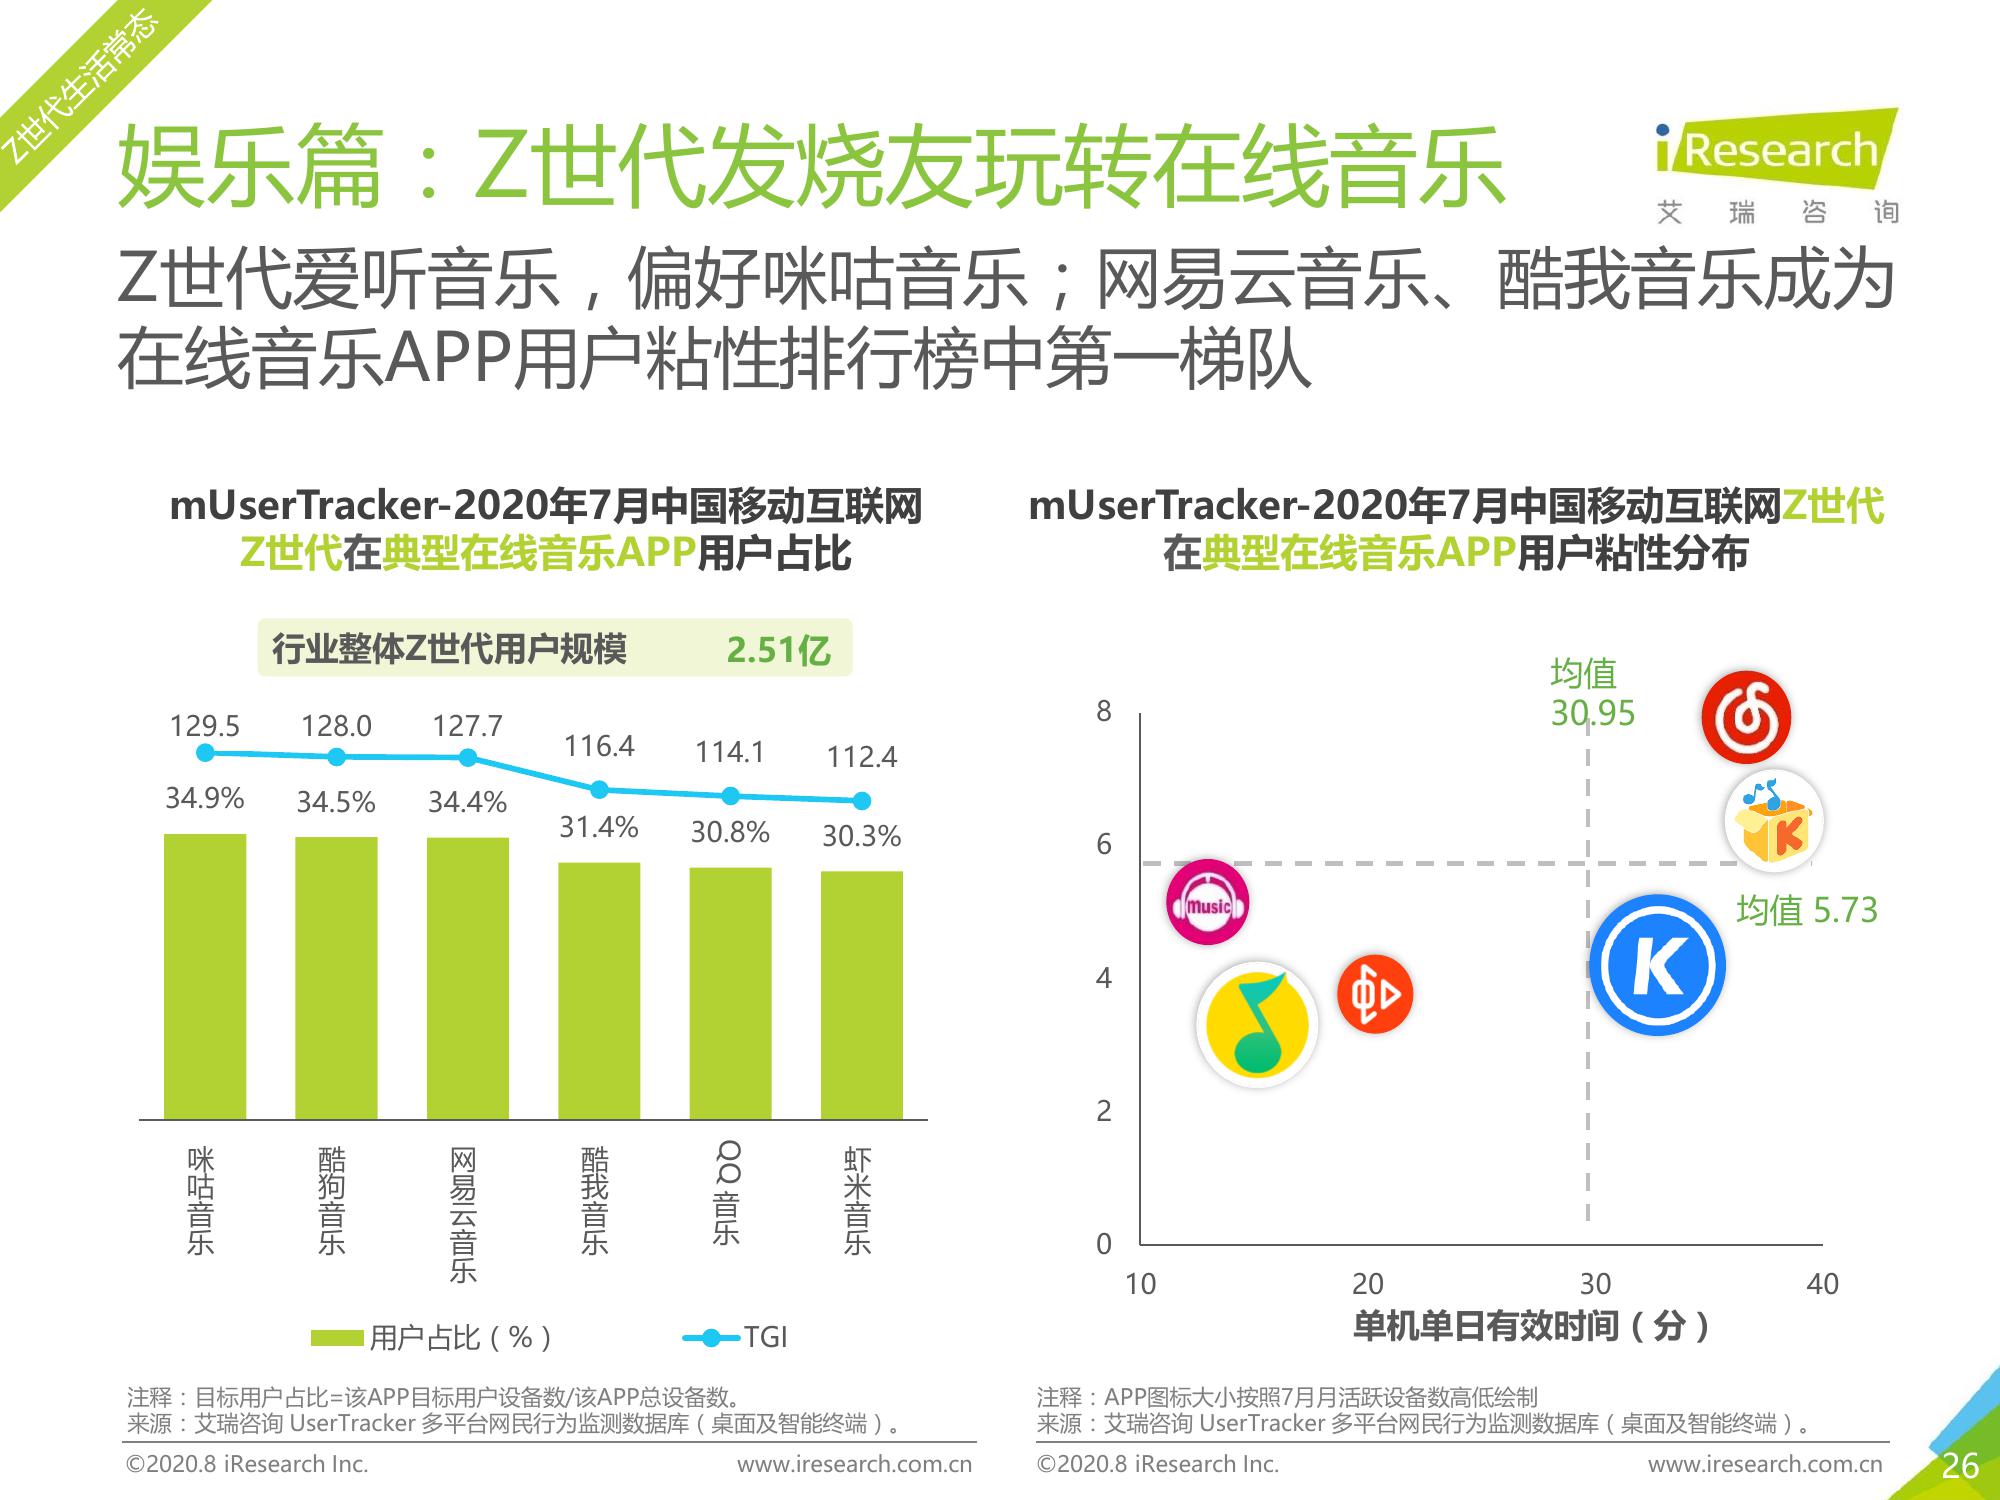 Z世代生活常态
娱乐篇：Z世代发烧友玩转在线音乐
iResearch
艾瑞咨询
Z世代爱听音乐，偏好咪咕音乐；网易云音乐、酷我音乐成为
在线音乐APP用户粘性排行榜中第一梯队
mUserTracker-2020年7月中国移动互联网
Z世代在典型在线音乐APP用户占比
行业整体Z世代用户规模 2.51亿
129.5 128.0 127.7 116.4 114.1 112.4
34.9% 34.5% 34.4% 31.4% 30.8% 30.3%
咪咕音乐
酷狗音乐
网易云音乐
酷我音乐
QQ音乐
虾米音乐
用户占比（%） TGI
注释：目标用户占比=该APP目标用户设备数/该APP总设备数。
来源：艾瑞咨询 UserTracker 多平台网民行为监测数据库（桌面及智能终端）。
©2020.8 iResearch Inc. www.iresearch.com.cn
mUserTracker-2020年7月中国移动互联网Z世代
在典型在线音乐APP用户粘性分布
均值
30.95
8
6
music
均值 5.73
K
K
4
2
0
10 20 30 40
单机单日有效时间（分）
注释：APP图标大小按照7月月活跃设备数高低绘制
来源：艾瑞咨询 UserTracker 多平台网民行为监测数据库（桌面及智能终端）。
©2020.8 iResearch Inc. www.iresearch.com.cn
26